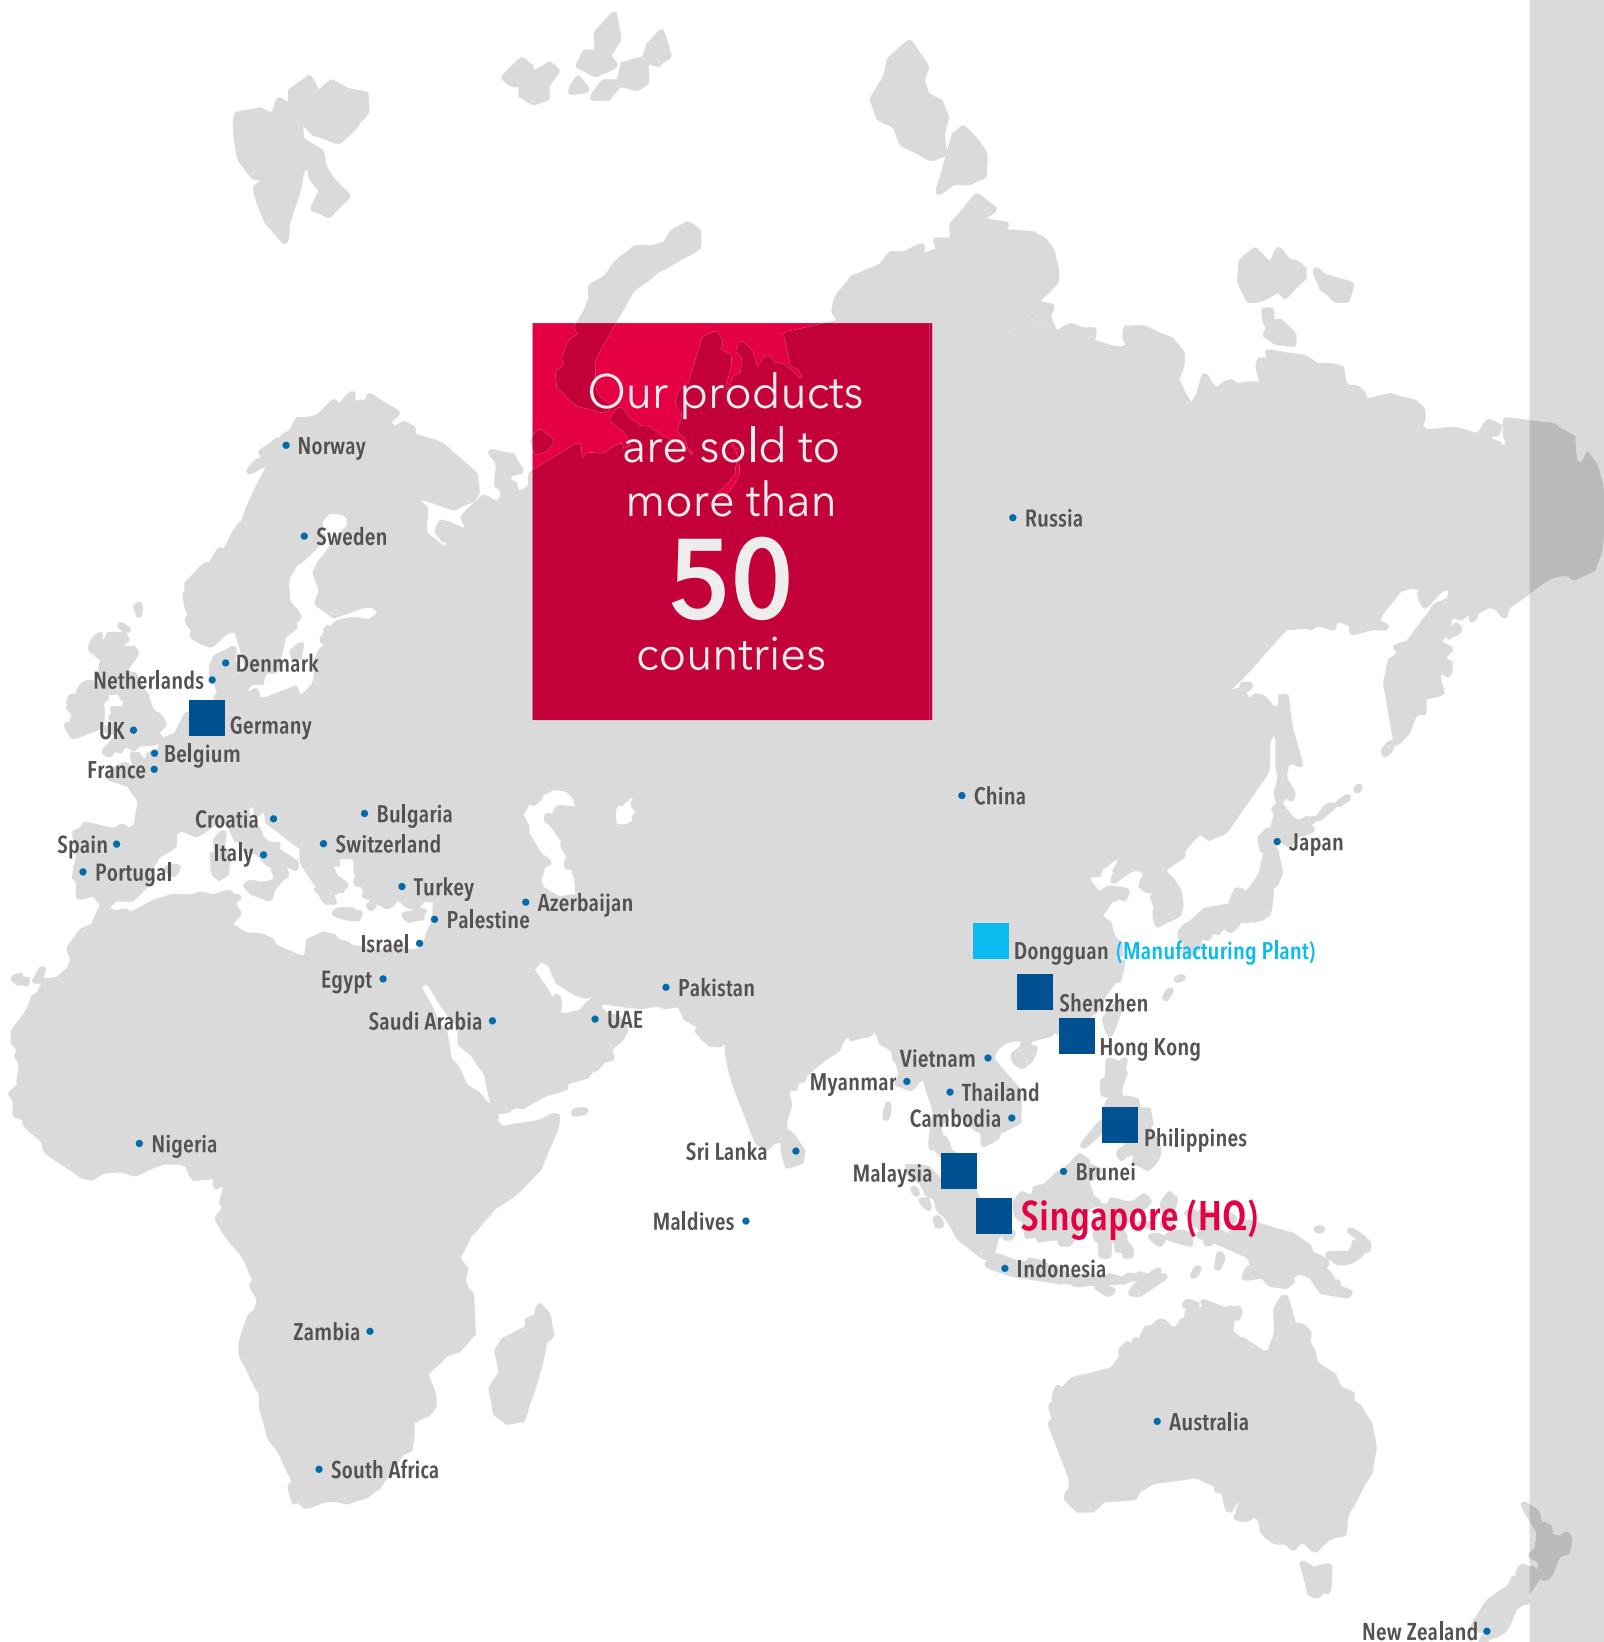 Our products
are sold to
more than
50
countries
Norway
Russia
Sweden
Denmark
Netherlands
Germany
UK
Belgium
France
China
Bulgaria
Croatia
Japan
Spain
Switzerland
Italy
Portugal
Turkey
Azerbaijan
Palestine
Israel
Dongguan (Manufacturing Plant)
Egypt
Pakistan
Shenzhen
Saudi Arabia
UAE
Hong Kong
Vietnam
Myanmar
Thailand
Cambodia
Philippines
Nigeria
Sri Lanka
Malaysia
Brunei
Singapore (HQ)
Maldives
Indonesia
Zambia
Australia
South Africa
New Zealand